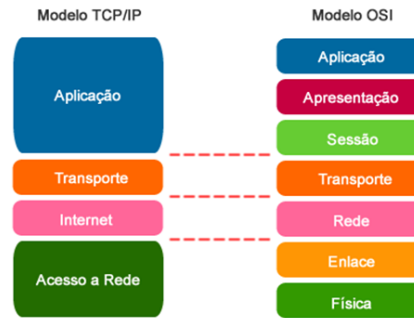 Modelo TCP/IP
Aplicação
Transporte
Internet
Acesso a Rede
Modelo OSI
Aplicação
Apresentação
Sessão
Transporte
Rede
Enlace
Física